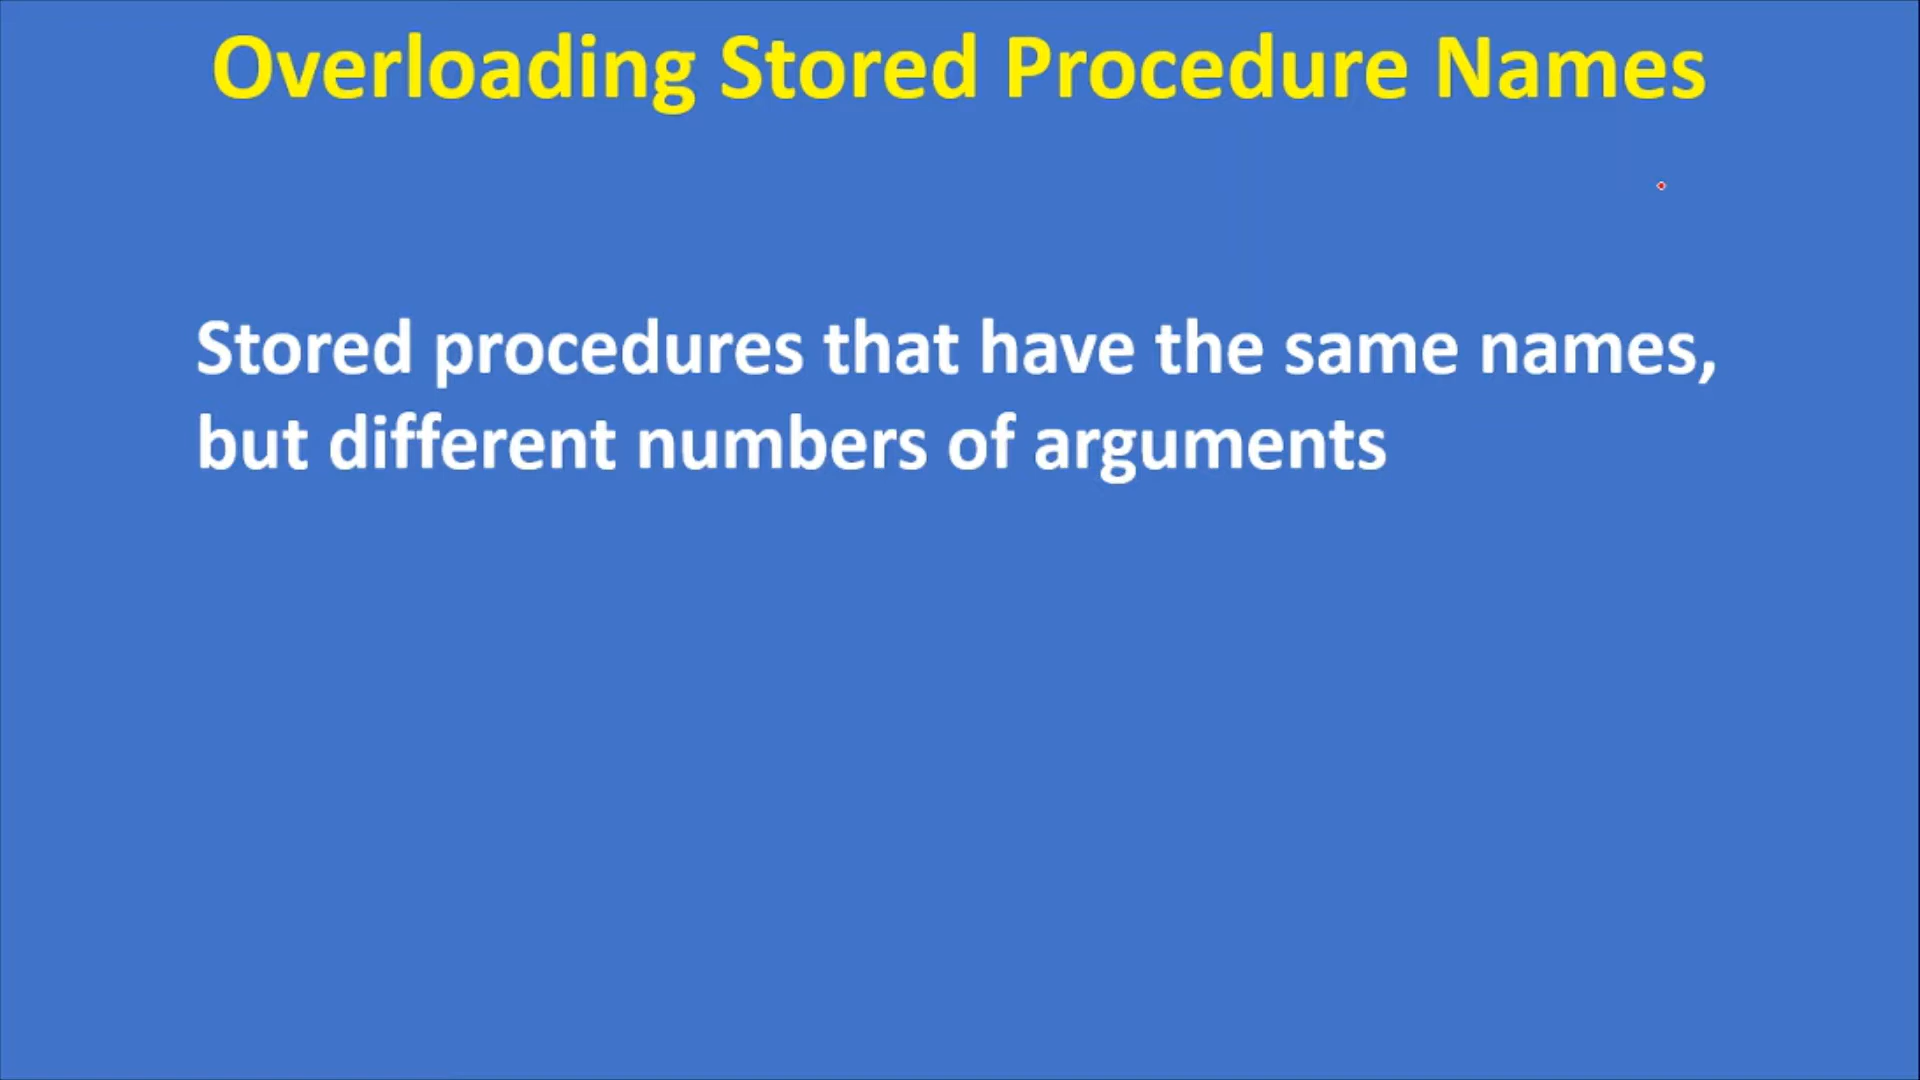 Overloading Stored Procedure Names
Stored procedures that have the same names,
but different numbers of arguments